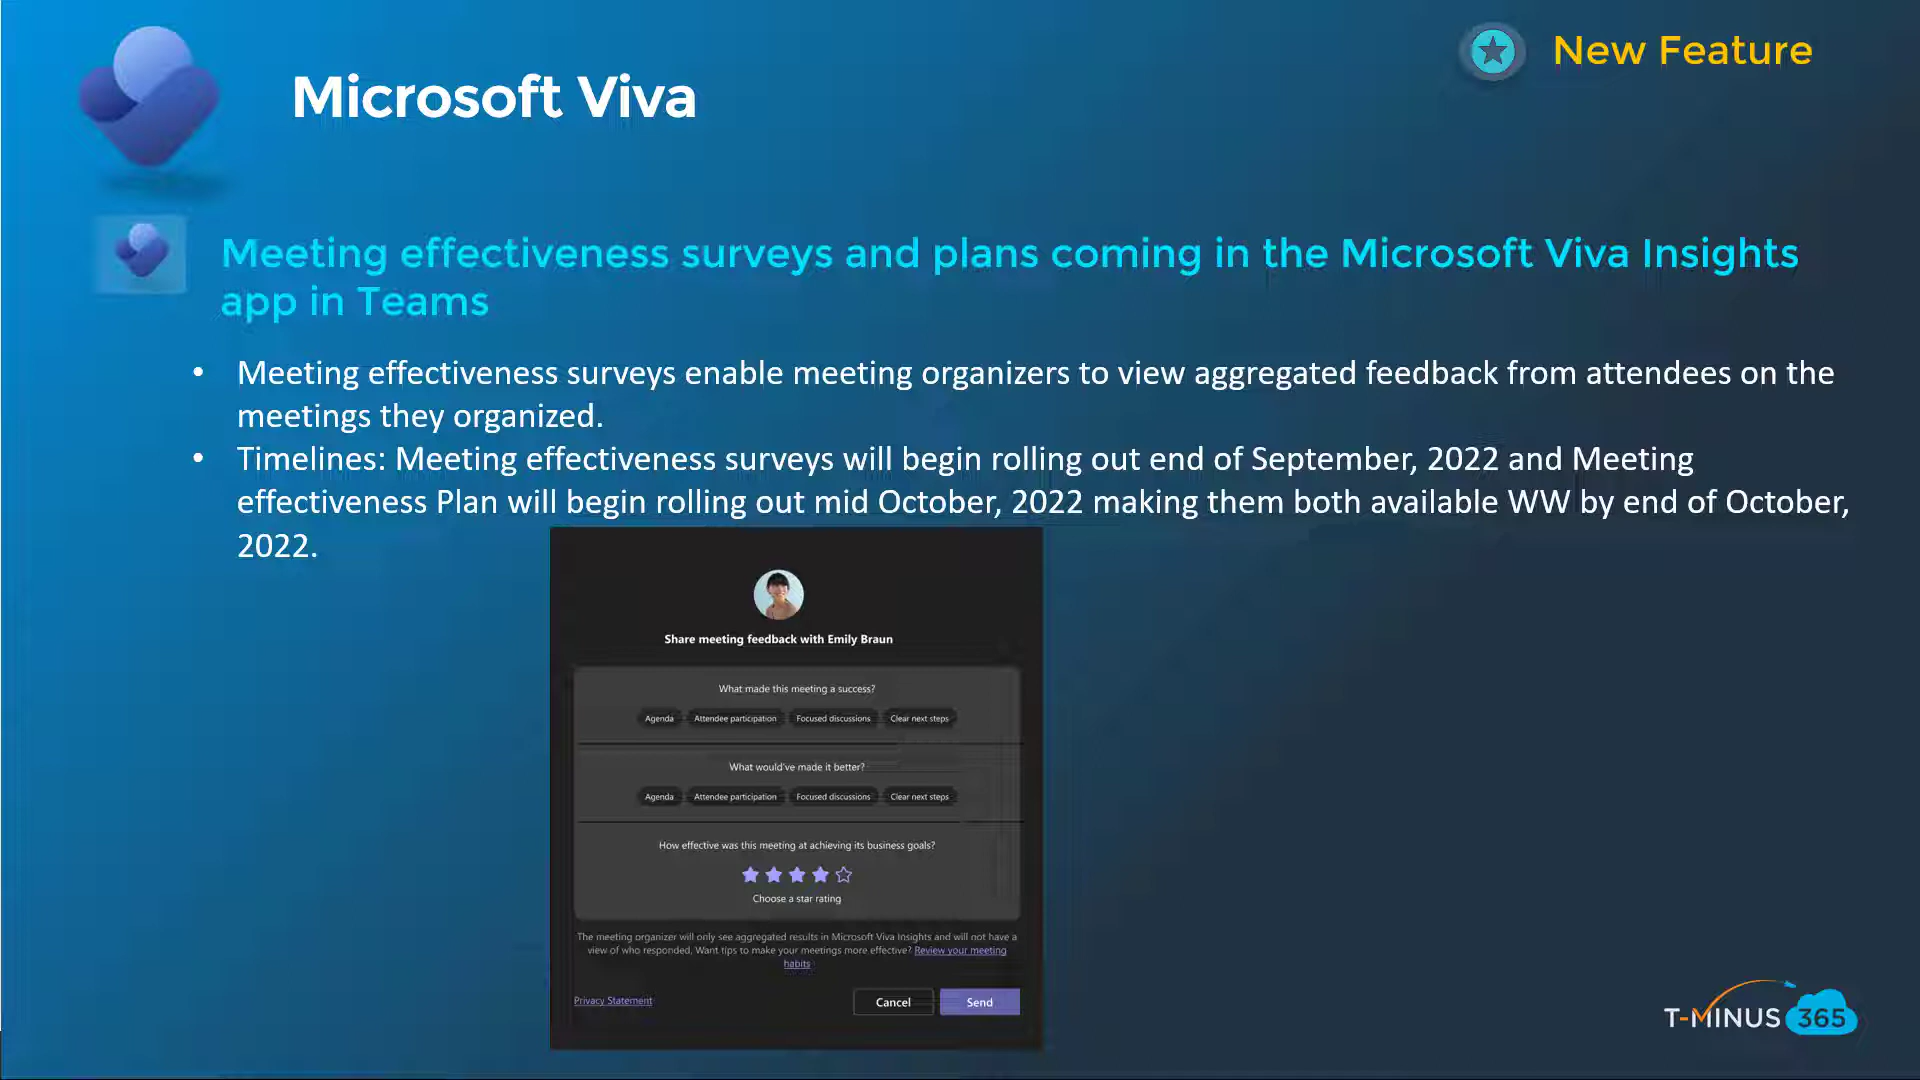 New Feature
Microsoft Viva
Meeting effectiveness surveys and plans coming in the Microsoft Viva Insights
app in Teams
• Meeting effectiveness surveys enable meeting organizers to view aggregated feedback from attendees on the
meetings they organized.
• Timelines: Meeting effectiveness surveys will begin rolling out end of September, 2022 and Meeting
effectiveness Plan will begin rolling out mid October, 2022 making them both available WW by end of October,
2022.
Share meeting feedback with Emily Braun
What made this meeting a success?
Agenda Attendee participation Focused discussions Clear next steps
What would've made it better?
Agenda Attendee participation Focused discussions Clear next steps
How effective was this meeting at achieving its business goals?
Choose a star rating
The meeting organizer will only see aggregated results in Microsoft Viva Insights and will not have a
view of who responded. Want tips to make your meetings more effective? Review your meeting
habits
Privacy Statement Cancel Send
T-MINUS 365